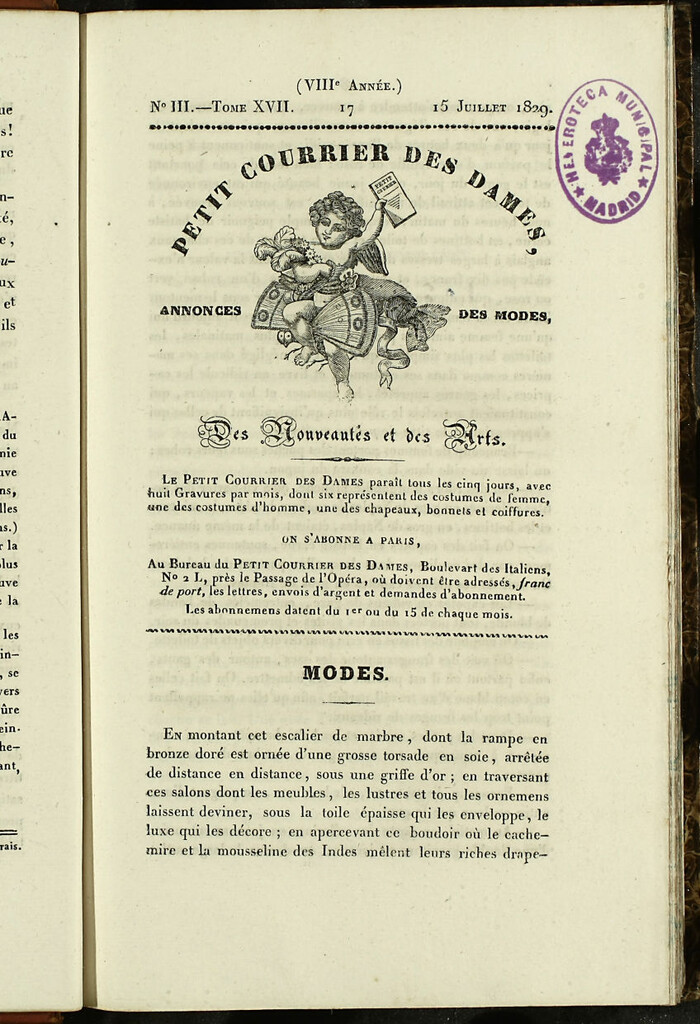 (VIIIe Année.)
No III.—Tome XVII. 17 15 Juillet 1829.
PETIT COURRIER DES DAMES,
PETIT COURRIER
ANNONCES DES MODES,
Des Nouveautés et des Arts.
Le Petit Courrier des Dames paraît tous les cinq jours, avec
huit Gravures par mois, dont six représentent des costumes de femme,
une des costumes d'homme, une des chapeaux, bonnets et coiffures.
ON S'ABONNE A PARIS,
Au Bureau du Petit Courrier des Dames, Boulevart des Italiens,
No 2 L, près le Passage de l'Opéra, où doivent être adressés, franc
de port, les lettres, envois d'argent et demandes d'abonnement.
Les abonnemens datent du 1er ou du 15 de chaque mois.
MODES.
En montant cet escalier de marbre, dont la rampe en
bronze doré est ornée d'une grosse torsade en soie, arrêtée
de distance en distance, sous une griffe d'or; en traversant
ces salons dont les meubles, les lustres et tous les ornemens
laissent deviner, sous la toile épaisse qui les enveloppe, le
luxe qui les décore; en apercevant ce boudoir où le cache-
mire et la mousseline des Indes mêlent leurs riches drape-
HEMEROTECA MUNICIPAL
MADRID